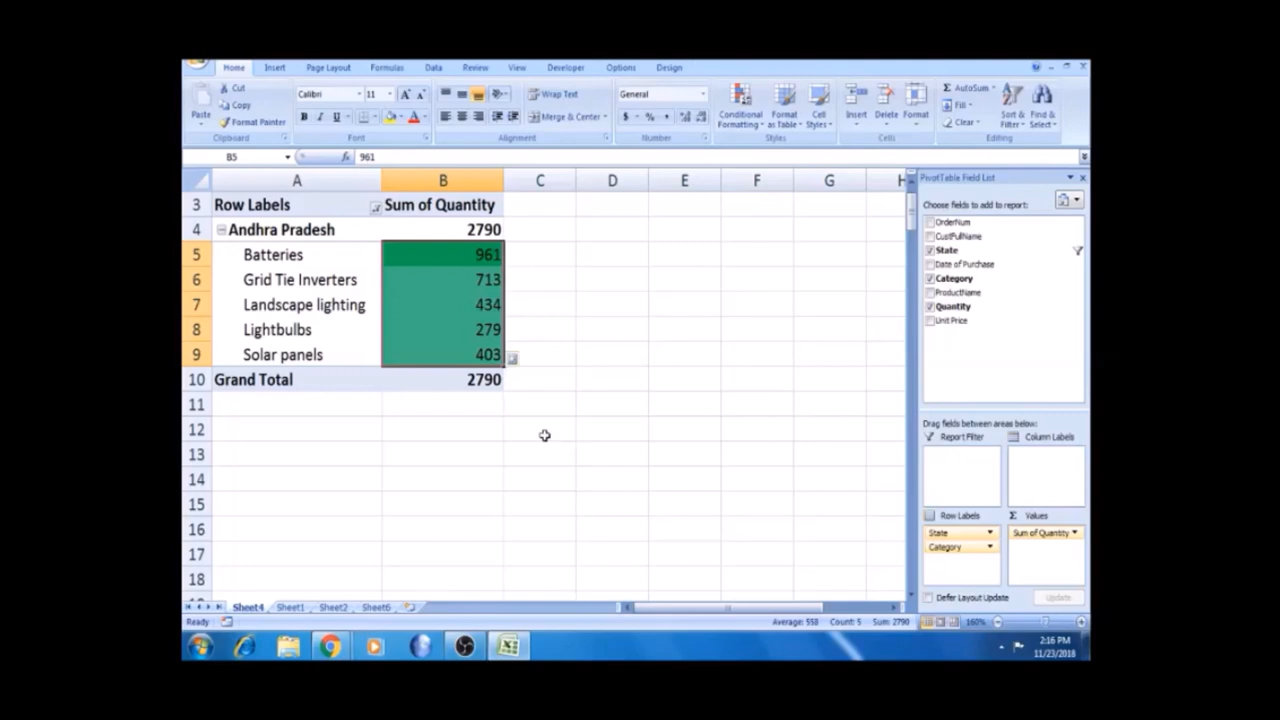 Home Insert Page Layout Formulas Data Review View Developer Options Design
Cut
Copy
Format Painter
Paste
Clipboard
Calibri 11
B I U
Font
Wrap Text
Merge & Center
Alignment
General
$ % ,
Number
Conditional Formatting
Format as Table
Cell Styles
Styles
Insert Delete Format
Cells
AutoSum
Fill
Clear
Sort & Filter
Find & Select
Editing
B5 fx 961
A B C D E F G H
3 Row Labels Sum of Quantity
4 Andhra Pradesh 2790
5 Batteries 961
6 Grid Tie Inverters 713
7 Landscape lighting 434
8 Lightbulbs 279
9 Solar panels 403
10 Grand Total 2790
11
12
13
14
15
16
17
18
PivotTable Field List
Choose fields to add to report:
OrderNum
CustFullName
State
Date of Purchase
Category
ProductName
Quantity
Unit Price
Drag fields between areas below:
Report Filter Column Labels
Row Labels Σ Values
State Sum of Quantity
Category
Defer Layout Update Update
Sheet4 Sheet1 Sheet2 Sheet6
Ready Average: 558 Count: 5 Sum: 2790 160%
2:16 PM
11/23/2018